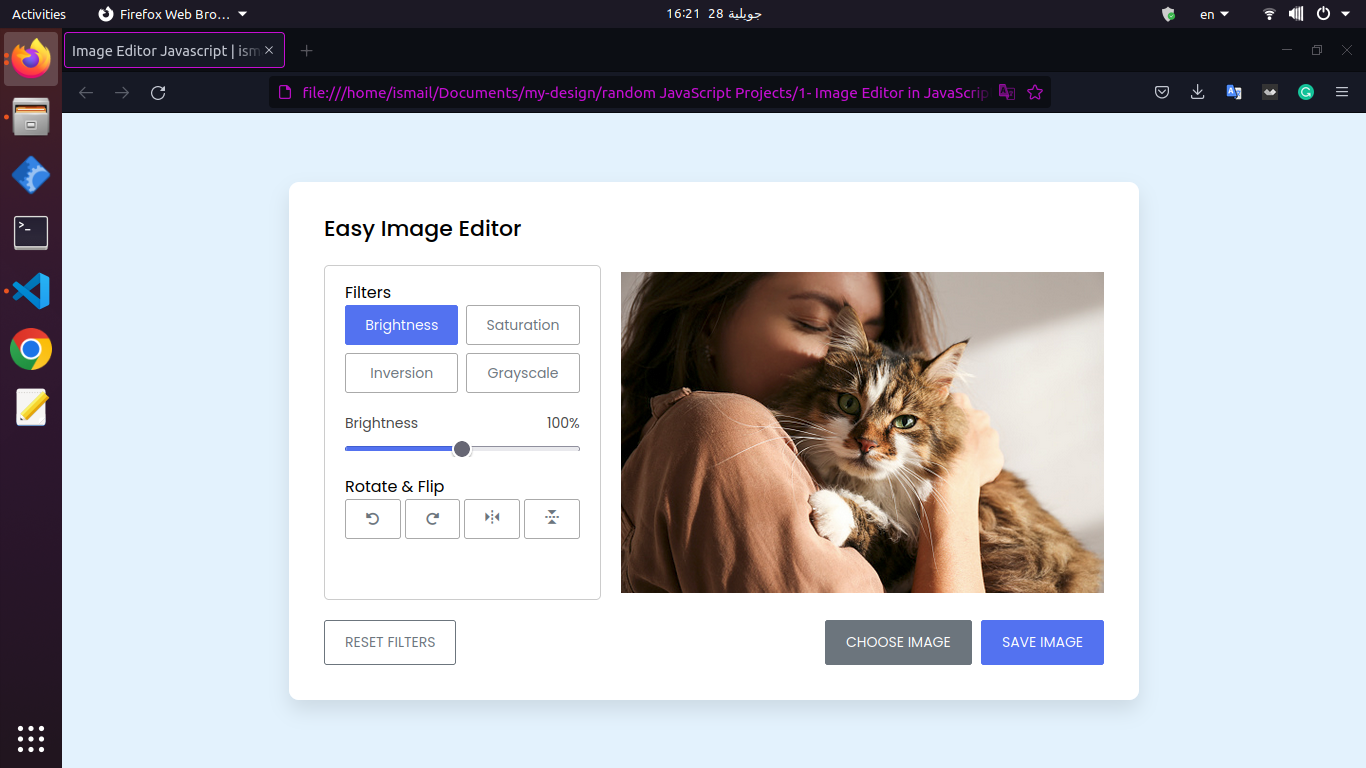 Activities
Firefox Web Bro…
16:21 28 جويلية
en
Image Editor Javascript | ism
file:///home/ismail/Documents/my-design/random JavaScript Projects/1- Image Editor in JavaScrip
Easy Image Editor
Filters
Brightness
Saturation
Inversion
Grayscale
Brightness
100%
Rotate & Flip
RESET FILTERS
CHOOSE IMAGE
SAVE IMAGE